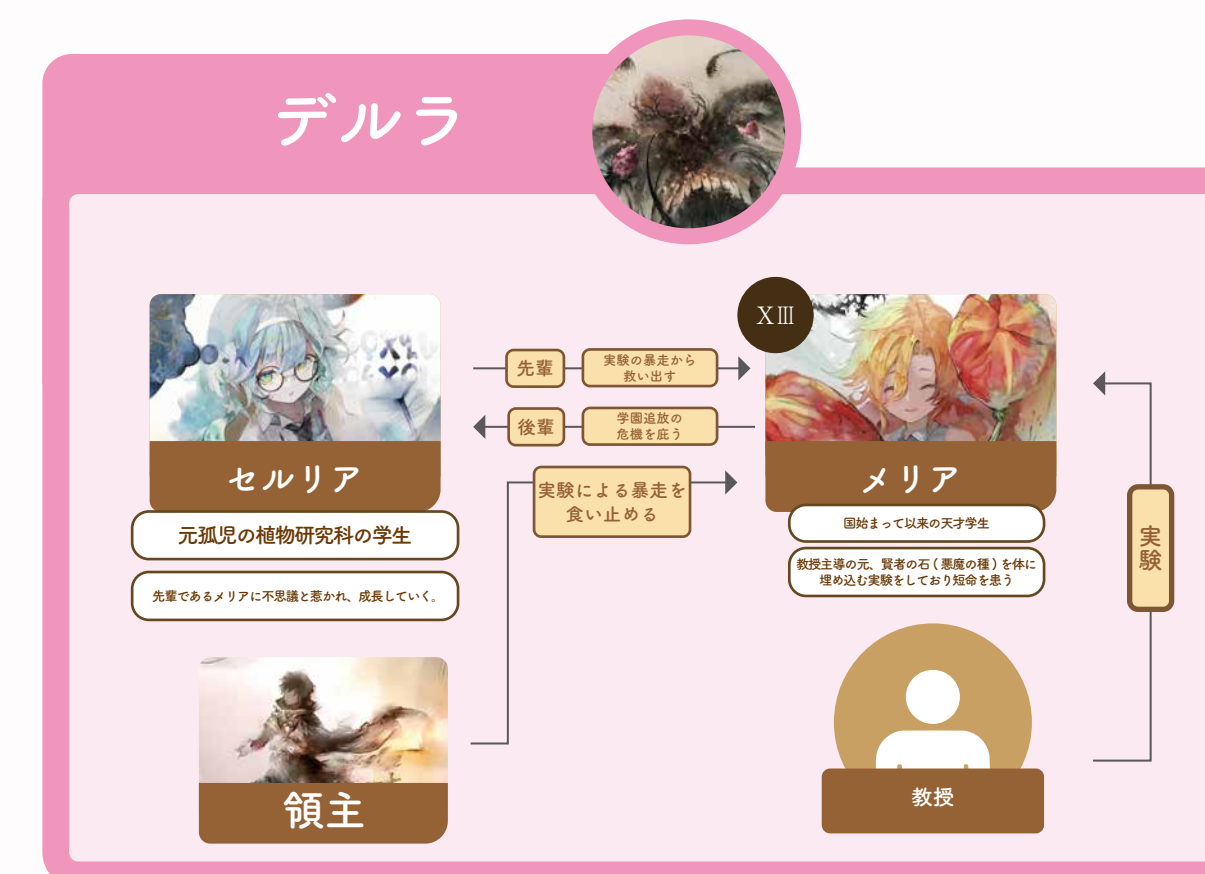 デルラ
XⅢ
先輩
実験の暴走から
救い出す
後輩
学園追放の
危機を庇う
実験による暴走を
食い止める
セルリア
元孤児の植物研究科の学生
先輩であるメリアに不思議と惹かれ、成長していく。
メリア
国始まって以来の天才学生
教授主導の元、賢者の石(悪魔の種)を体に
埋め込む実験をしており短命を患う
実験
領主
教授